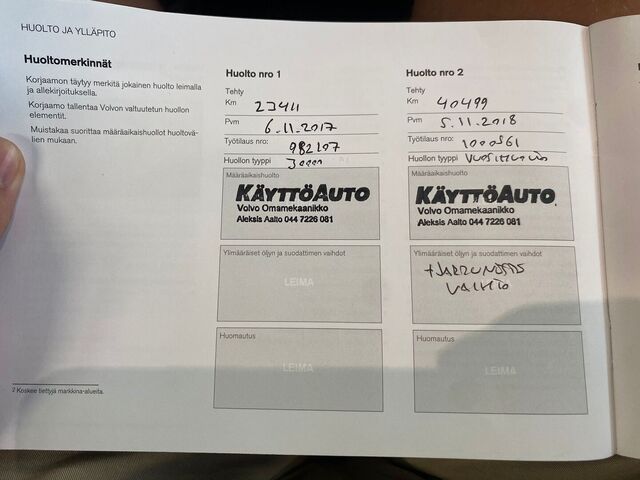 HUOLTO JA YLLÄPITO
Huoltomerkinnät
Korjaamon täytyy merkitä jokainen huolto leimalla
ja allekirjoituksella.
Korjaamo tallentaa Volvon valtuutetun huollon
elementit.
Muistakaa suorittaa määräaikaishuollot huoltovä-
lien mukaan.
2 Koskee tiettyjä markkina-alueita.
Huolto nro 1
Tehty
Km 23411
Pvm 6.11.2017
Työtilaus nro: 982107
Huollon tyyppi
Määräaikaishuolto
KÄYTTÖAUTO
Volvo Omamekaanikko
Aleksis Aalto 044 7226 081
Ylimääräiset öljyn ja suodattimen vaihdot
LEIMA
Huomautus
LEIMA
Huolto nro 2
Tehty
Km 40499
Pvm 5.11.2018
Työtilaus nro: 1000561
Huollon tyyppi VUOSIHUOLTO
Määräaikaishuolto
KÄYTTÖAUTO
Volvo Omamekaanikko
Aleksis Aalto 044 7226 081
Ylimääräiset öljyn ja suodattimen vaihdot
+JARRUNESTE
VAIHTO
Huomautus
LEIMA